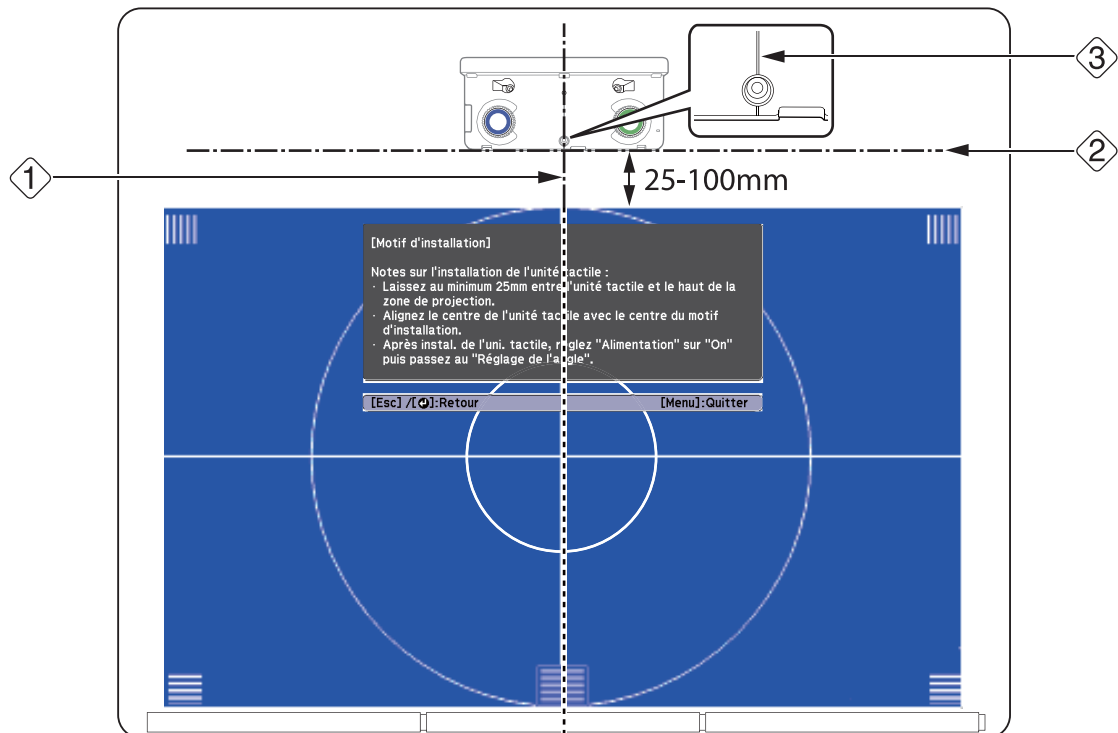 3
2
1
25-100mm
[Motif d'installation]
Notes sur l'installation de l'unité tactile :
· Laissez au minimum 25mm entre l'unité tactile et le haut de la
zone de projection.
· Alignez le centre de l'unité tactile avec le centre du motif
d'installation.
· Après instal. de l'uni. tactile, réglez "Alimentation" sur "On"
puis passez au "Réglage de l'angle".
[Esc] /[↲]:Retour [Menu]:Quitter